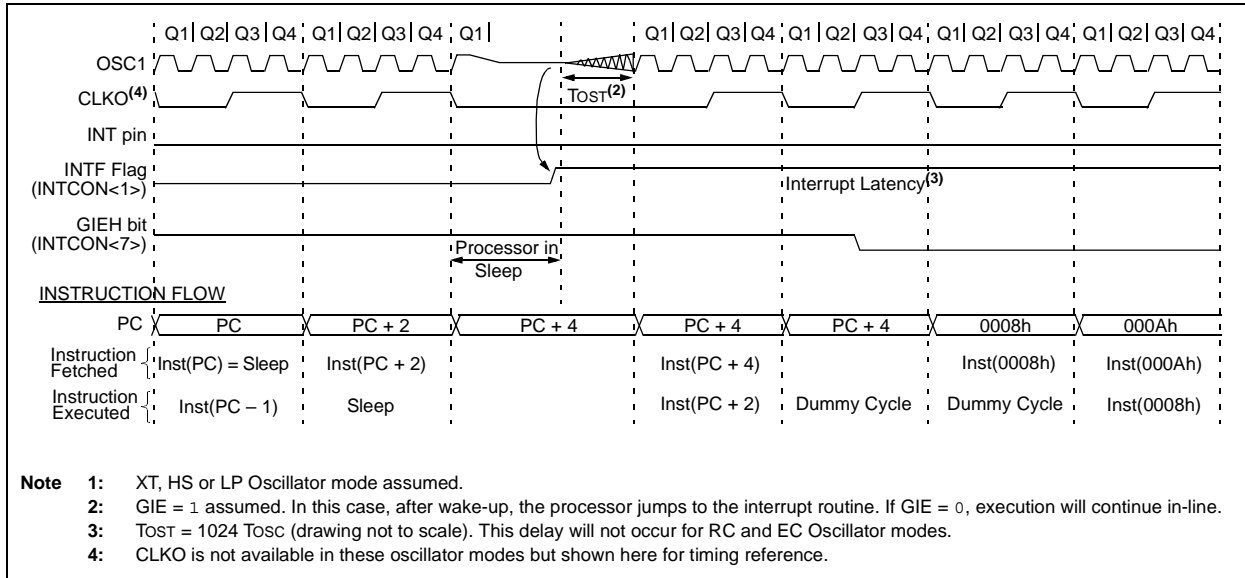 Q1 Q2 Q3 Q4 Q1 Q2 Q3 Q4 Q1 Q1 Q2 Q3 Q4 Q1 Q2 Q3 Q4 Q1 Q2 Q3 Q4 Q1 Q2 Q3 Q4
OSC1
TOST(2)
CLKO(4)
INT pin
INTF Flag
(INTCON<1>)
Interrupt Latency(3)
GIEH bit
(INTCON<7>)
Processor in
Sleep
INSTRUCTION FLOW
PC PC PC + 2 PC + 4 PC + 4 PC + 4 0008h 000Ah
Instruction
Fetched
Inst(PC) = Sleep Inst(PC + 2) Inst(PC + 4) Inst(0008h) Inst(000Ah)
Instruction
Executed
Inst(PC – 1) Sleep Inst(PC + 2) Dummy Cycle Dummy Cycle Inst(0008h)
Note 1: XT, HS or LP Oscillator mode assumed.
2: GIE = 1 assumed. In this case, after wake-up, the processor jumps to the interrupt routine. If GIE = 0, execution will continue in-line.
3: TOST = 1024 TOSC (drawing not to scale). This delay will not occur for RC and EC Oscillator modes.
4: CLKO is not available in these oscillator modes but shown here for timing reference.